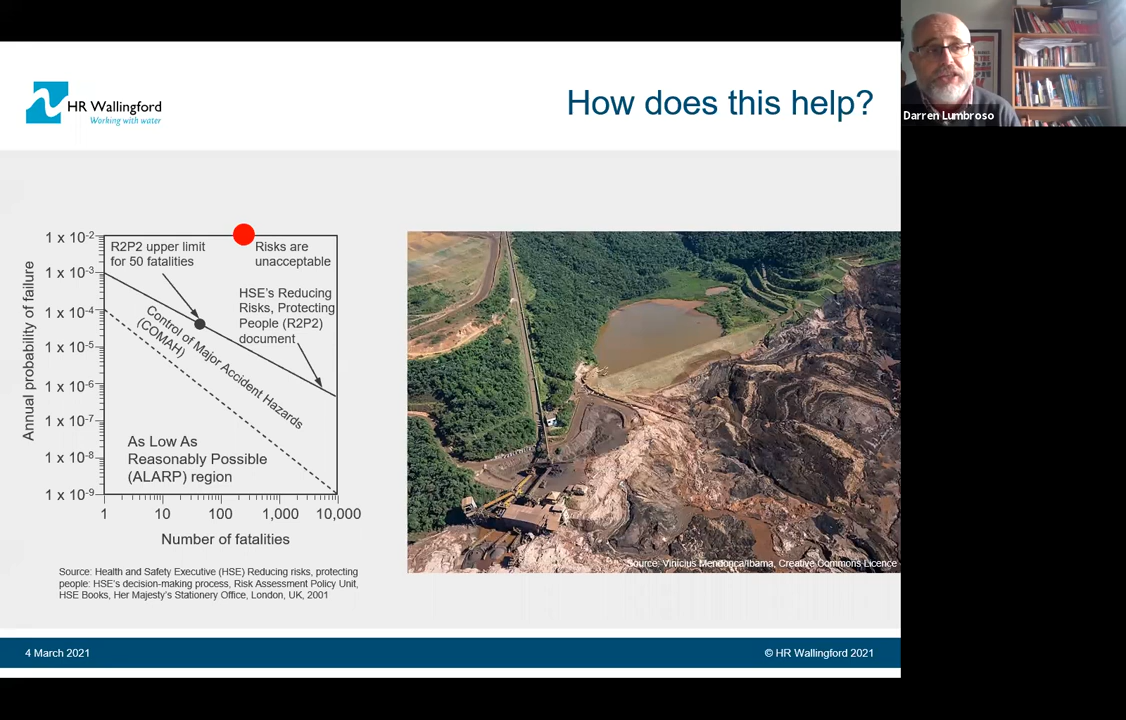 HR Wallingford
Working with water
How does this help?
Darren Lumbroso
Annual probability of failure
1 x 10-2
1 x 10-3
1 x 10-4
1 x 10-5
1 x 10-6
1 x 10-7
1 x 10-8
1 x 10-9
R2P2 upper limit
for 50 fatalities
Risks are
unacceptable
HSE's Reducing
Risks, Protecting
People (R2P2)
document
Control of Major Accident Hazards
(COMAH)
As Low As
Reasonably Possible
(ALARP) region
1 10 100 1,000 10,000
Number of fatalities
Source: Health and Safety Executive (HSE) Reducing risks, protecting
people: HSE's decision-making process, Risk Assessment Policy Unit,
HSE Books, Her Majesty's Stationery Office, London, UK, 2001
Source: Vinícius Mendonça/Ibama, Creative Commons Licence
4 March 2021
© HR Wallingford 2021